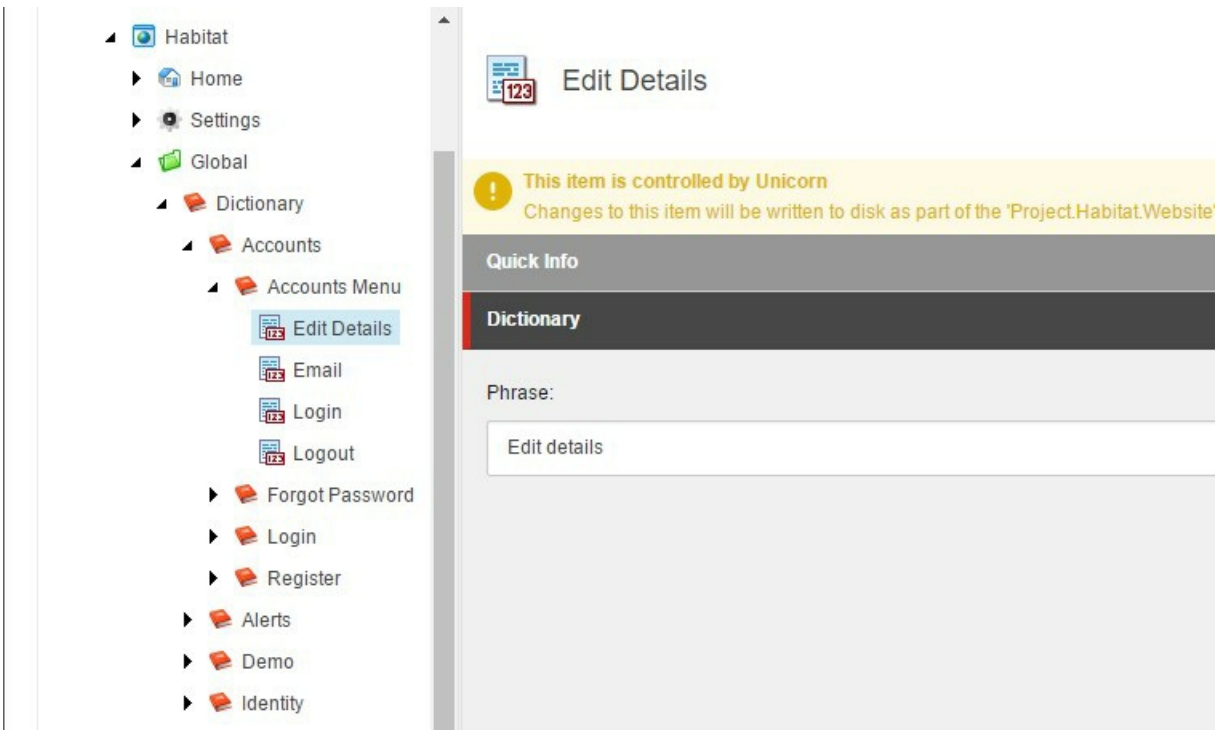 Habitat
Home
Settings
Global
Dictionary
Accounts
Accounts Menu
Edit Details
Email
Login
Logout
Forgot Password
Login
Register
Alerts
Demo
Identity
123
Edit Details
This item is controlled by Unicorn
Changes to this item will be written to disk as part of the 'Project.Habitat.Website'
Quick Info
Dictionary
Phrase:
Edit details